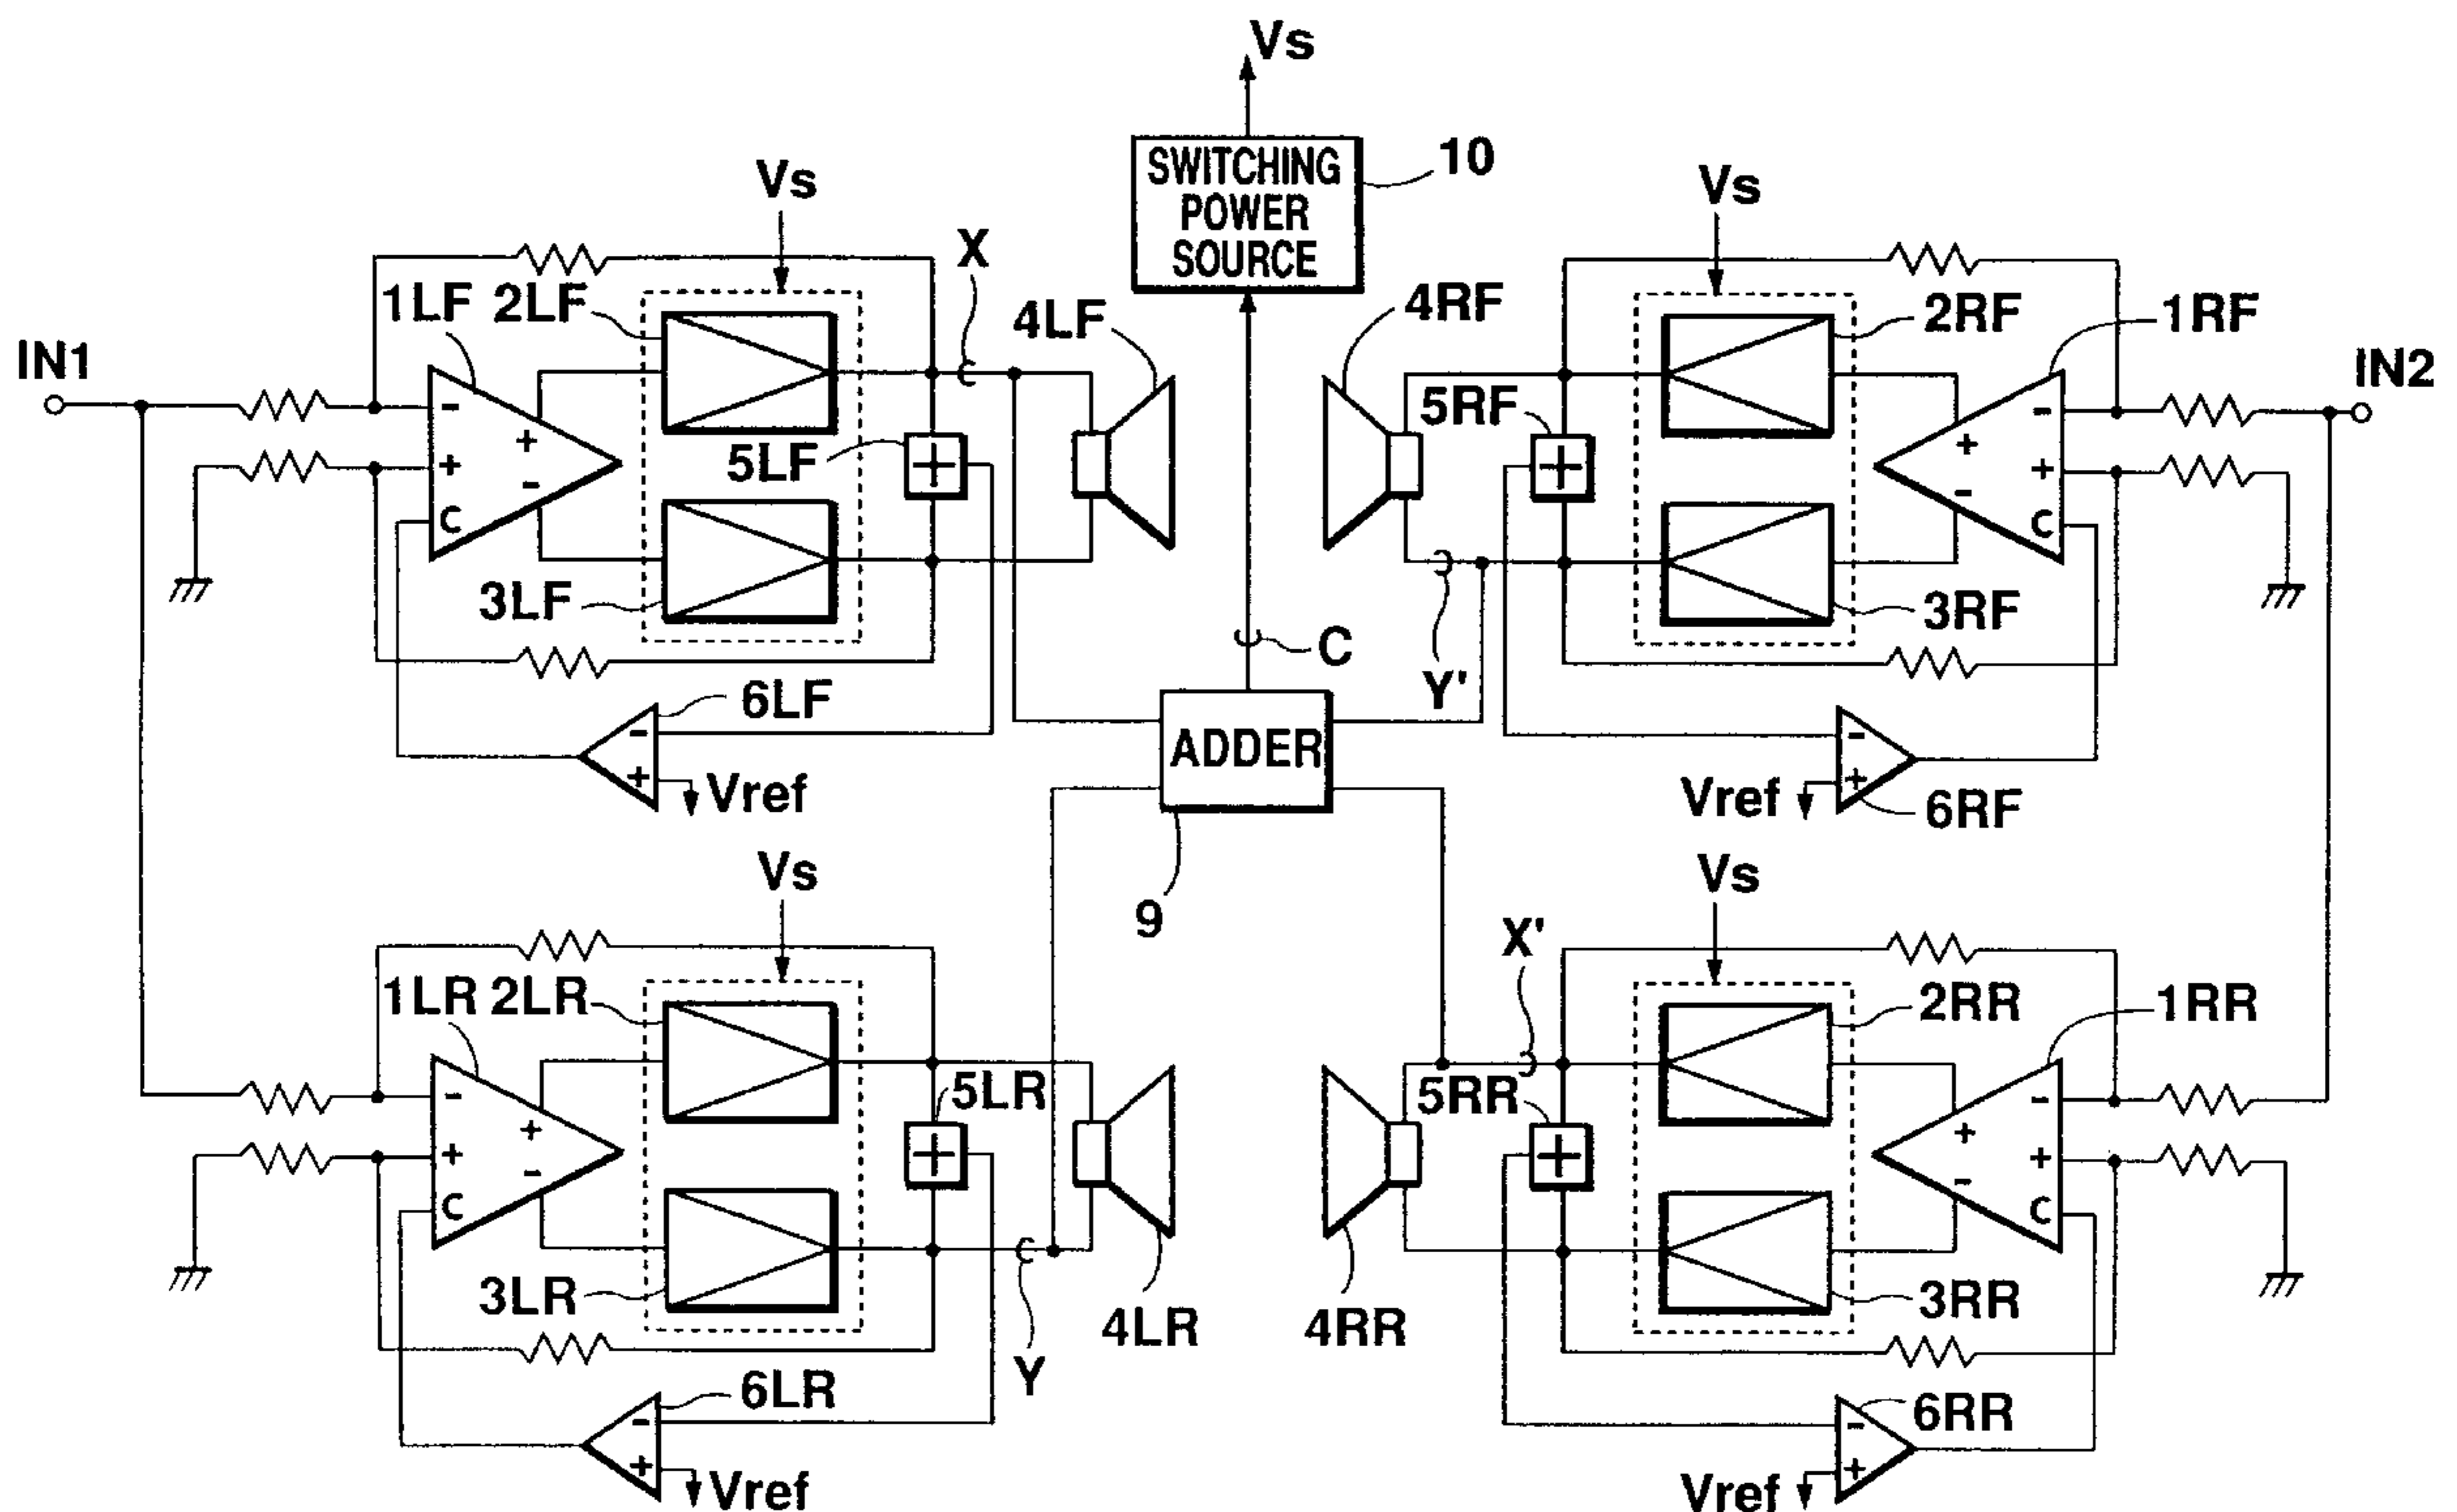 Vs
SWITCHING
POWER
SOURCE
10
Vs
Vs
X
1LF
2LF
4LF
4RF
2RF
1RF
IN1
IN2
5LF
5RF
-
+
C
+
-
+
+
-
+
C
+
-
3LF
3RF
C
Y'
6LF
-
+
Vref
ADDER
Vref
-
+
6RF
9
Vs
Vs
X'
1LR
2LR
2RR
1RR
5LR
5RR
-
+
C
+
-
+
+
-
+
C
+
-
3LR
3RR
4LR
4RR
Y
6LR
-
+
Vref
6RR
-
+
Vref